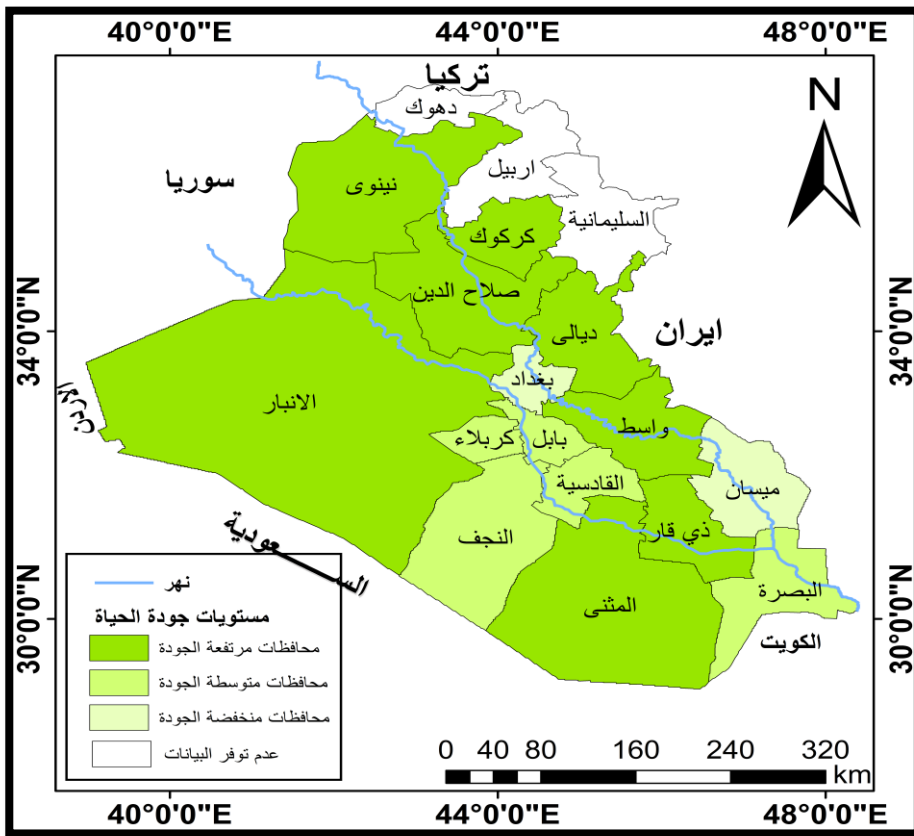 40°0'0"E 44°0'0"E 48°0'0"E
تركيا
N
دهوك
سوريا
نينوى
اربيل
السليمانية
كركوك
صلاح الدين
ديالى
ايران
34°0'0"N
34°0'0"N
بغداد
الانبار
الاردن
واسط
كربلاء
بابل
القادسية
ميسان
النجف
ذي قار
السعودية
المثنى
البصرة
الكويت
30°0'0"N
30°0'0"N
نهر
مستويات جودة الحياة
محافظات مرتفعة الجودة
محافظات متوسطة الجودة
محافظات منخفضة الجودة
عدم توفر البيانات
0 40 80 160 240 320
km
40°0'0"E 44°0'0"E 48°0'0"E